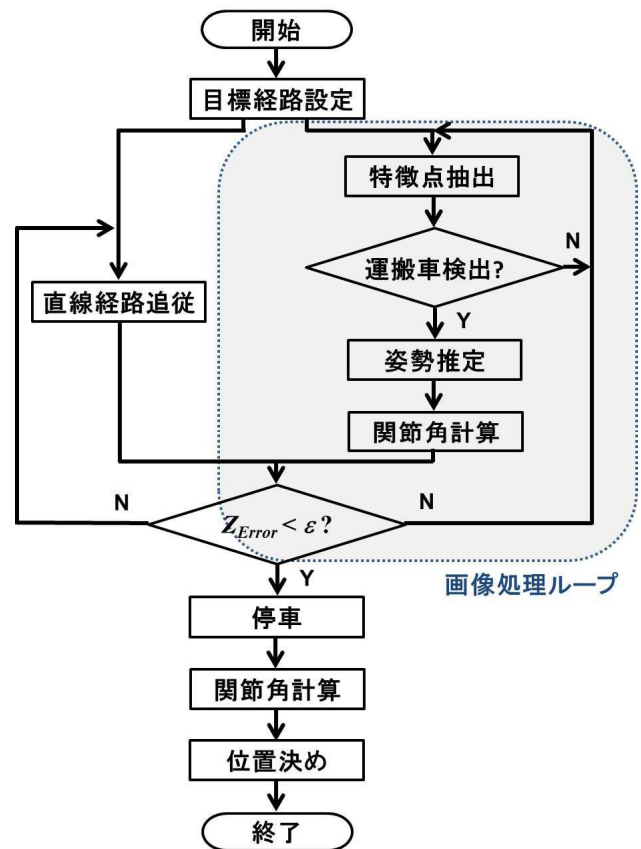 開始
目標経路設定
特徴点抽出
運搬車検出?
N
Y
直線経路追従
姿勢推定
関節角計算
N
Z_Error < ε ?
N
Y
画像処理ループ
停車
関節角計算
位置決め
終了